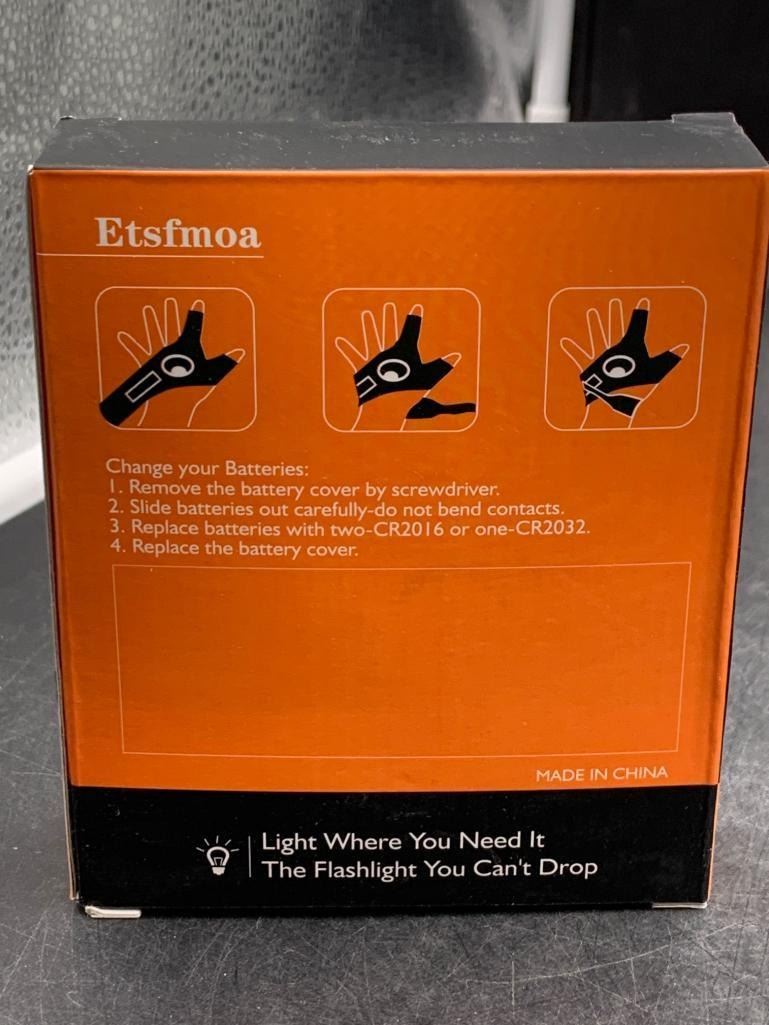 Etsfmoa
Change your Batteries:
1. Remove the battery cover by screwdriver.
2. Slide batteries out carefully-do not bend contacts.
3. Replace batteries with two-CR2016 or one-CR2032.
4. Replace the battery cover.
MADE IN CHINA
Light Where You Need It
The Flashlight You Can't Drop